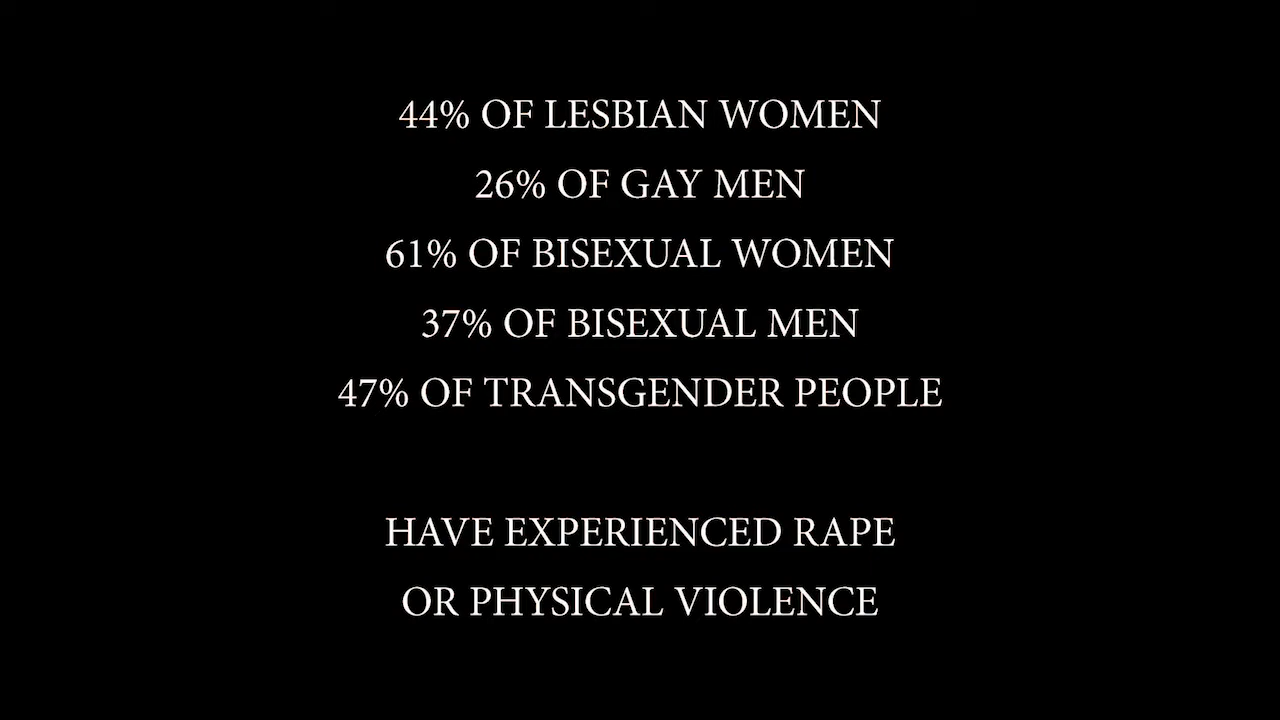 44% OF LESBIAN WOMEN
26% OF GAY MEN
61% OF BISEXUAL WOMEN
37% OF BISEXUAL MEN
47% OF TRANSGENDER PEOPLE
HAVE EXPERIENCED RAPE
OR PHYSICAL VIOLENCE